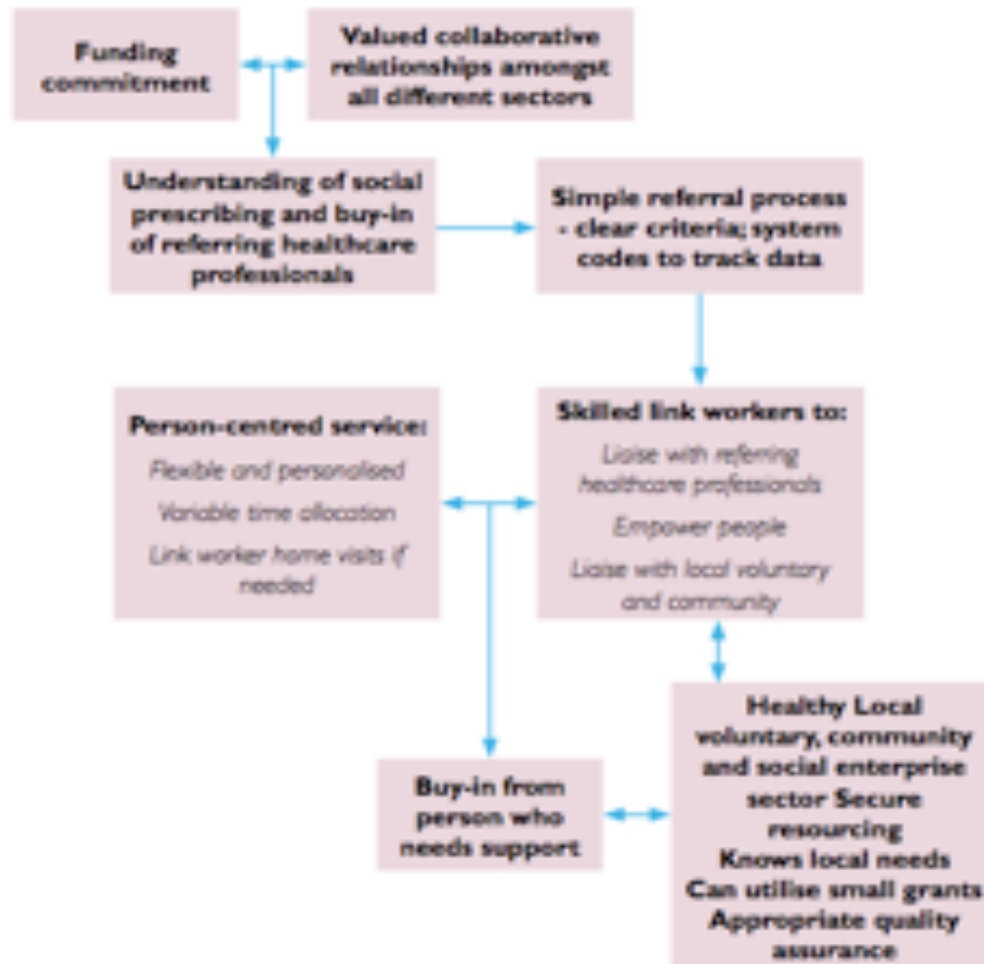 Funding
commitment
Valued collaborative
relationships amongst
all different sectors
Understanding of social
prescribing and buy-in
of referring healthcare
professionals
Simple referral process
- clear criteria; system
codes to track data
Person-centred service:
Flexible and personalised
Variable time allocation
Link worker home visits if
needed
Skilled link workers to:
Liaise with referring
healthcare professionals
Empower people
Liaise with local voluntary
and community
Buy-in from
person who
needs support
Healthy Local
voluntary, community
and social enterprise
sector Secure
resourcing
Knows local needs
Can utilise small grants
Appropriate quality
assurance